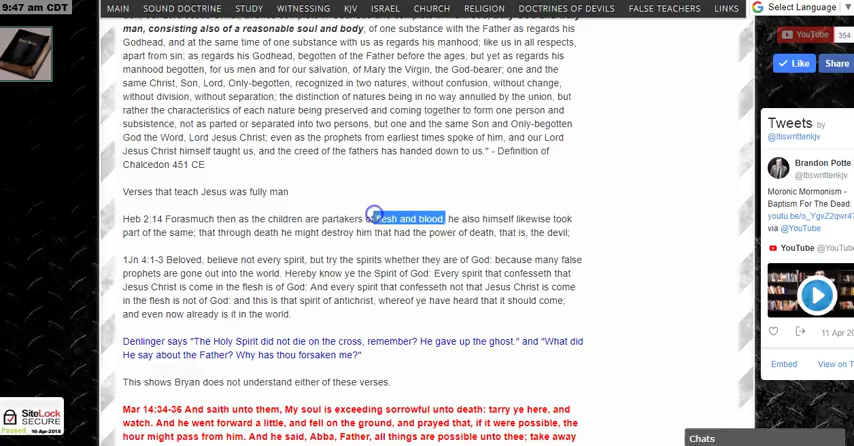 9:47 am CDT
MAIN SOUND DOCTRINE STUDY WITNESSING KJV ISRAEL CHURCH RELIGION DOCTRINES OF DEVILS FALSE TEACHERS LINKS
man, consisting also of a reasonable soul and body; of one substance with the Father as regards his
Godhead, and at the same time of one substance with us as regards his manhood; like us in all respects,
apart from sin; as regards his Godhead, begotten of the Father before the ages, but yet as regards his
manhood begotten, for us men and for our salvation, of Mary the Virgin, the God-bearer; one and the
same Christ, Son, Lord, Only-begotten, recognized in two natures, without confusion, without change,
without division, without separation; the distinction of natures being in no way annulled by the union, but
rather the characteristics of each nature being preserved and coming together to form one person and
subsistence, not as parted or separated into two persons, but one and the same Son and Only-begotten
God the Word, Lord Jesus Christ; even as the prophets from earliest times spoke of him, and our Lord
Jesus Christ himself taught us, and the creed of the fathers has handed down to us." - Definition of
Chalcedon 451 CE
Verses that teach Jesus was fully man
Heb 2:14 Forasmuch then as the children are partakers of flesh and blood, he also himself likewise took
part of the same; that through death he might destroy him that had the power of death, that is, the devil;
1Jn 4:1-3 Beloved, believe not every spirit, but try the spirits whether they are of God: because many false
prophets are gone out into the world. Hereby know ye the Spirit of God: Every spirit that confesseth that
Jesus Christ is come in the flesh is of God: And every spirit that confesseth not that Jesus Christ is come
in the flesh is not of God: and this is that spirit of antichrist, whereof ye have heard that it should come;
and even now already is it in the world.
Denlinger says "The Holy Spirit did not die on the cross, remember? He gave up the ghost." and "What did
He say about the Father? Why has thou forsaken me?"
This shows Bryan does not understand either of these verses.
Mar 14:34-36 And saith unto them, My soul is exceeding sorrowful unto death: tarry ye here, and
watch. And he went forward a little, and fell on the ground, and prayed that, if it were possible, the
hour might pass from him. And he said, Abba, Father, all things are possible unto thee; take away
Select Language ▼
YouTube 354
Like Share
Tweets by
@Itiswrittenkjv
Brandon Potte
@Itiswrittenkjv
Moronic Mormonism -
Baptism For The Dead:
youtu.be/o_YgvZ2qwr4?
via @YouTube
YouTube @YouTube
11 Apr 20
Embed View on T
Chats
SiteLock
SECURE
Passed 16-Apr-2018